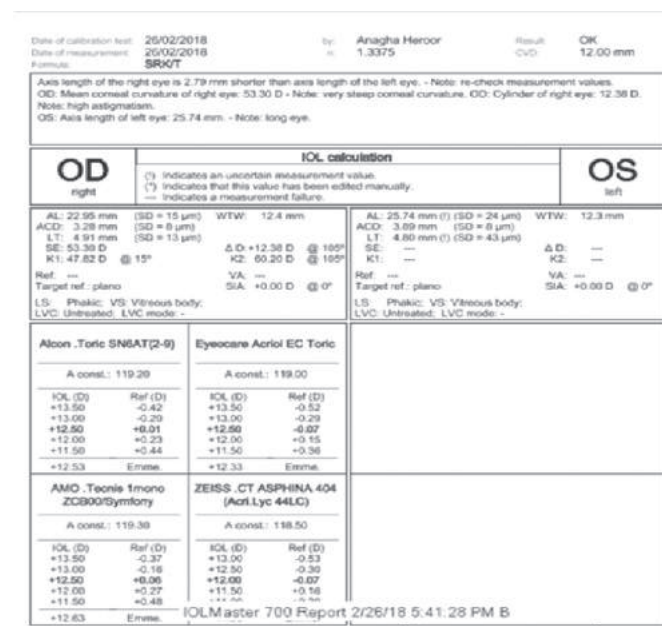 Date of calibration test: 26/02/2018 by: Anagha Heroor Result: OK
Date of measurement: 26/02/2018 n: 1.3375 CVD: 12.00 mm
Formula: SRK/T
Axis length of the right eye is 2.79 mm shorter than axis length of the left eye. - Note: re-check measurement values.
OD: Mean corneal curvature of right eye: 53.30 D - Note: very steep corneal curvature. OD: Cylinder of right eye: 12.38 D.
Note: high astigmatism.
OS: Axis length of left eye: 25.74 mm. - Note: long eye.
OD
right
IOL calculation
(!) Indicates an uncertain measurement value.
(*) Indicates that this value has been edited manually.
--- Indicates a measurement failure.
OS
left
AL: 22.95 mm (SD = 15 µm) WTW: 12.4 mm
ACD: 3.28 mm (SD = 8 µm)
LT: 4.91 mm (SD = 13 µm)
SE: 53.30 D Δ D: +12.38 D @ 105°
K1: 47.82 D @ 15° K2: 60.20 D @ 105°
Ref: --- VA: ---
Target ref.: plano SIA: +0.00 D @ 0°
LS: Phakic; VS: Vitreous body;
LVC: Untreated; LVC mode: -
AL: 25.74 mm (!) (SD = 24 µm) WTW: 12.3 mm
ACD: 3.89 mm (SD = 8 µm)
LT: 4.80 mm (!) (SD = 43 µm)
SE: --- Δ D: ---
K1: --- K2: ---
Ref: --- VA: ---
Target ref.: plano SIA: +0.00 D @ 0°
LS: Phakic; VS: Vitreous body;
LVC: Untreated; LVC mode: -
Alcon .Toric SN6AT(2-9)
A const.: 119.20
IOL (D) Ref (D)
+13.50 -0.42
+13.00 -0.20
+12.50 +0.01
+12.00 +0.23
+11.50 +0.44
+12.53 Emme.
Eyeocare Acriol EC Toric
A const.: 119.00
IOL (D) Ref (D)
+13.50 -0.52
+13.00 -0.29
+12.50 -0.07
+12.00 +0.15
+11.50 +0.36
+12.33 Emme.
AMO .Tecnis 1mono
ZCB00/Symfony
A const.: 119.30
IOL (D) Ref (D)
+13.50 -0.37
+13.00 -0.16
+12.50 +0.06
+12.00 +0.27
+11.50 +0.48
+12.63 Emme.
ZEISS .CT ASPHINA 404
(Acri.Lyc 44LC)
A const.: 118.50
IOL (D) Ref (D)
+13.00 -0.53
+12.50 -0.30
+12.00 -0.07
+11.50 +0.16
IOLMaster 700 Report 2/26/18 5:41:28 PM B